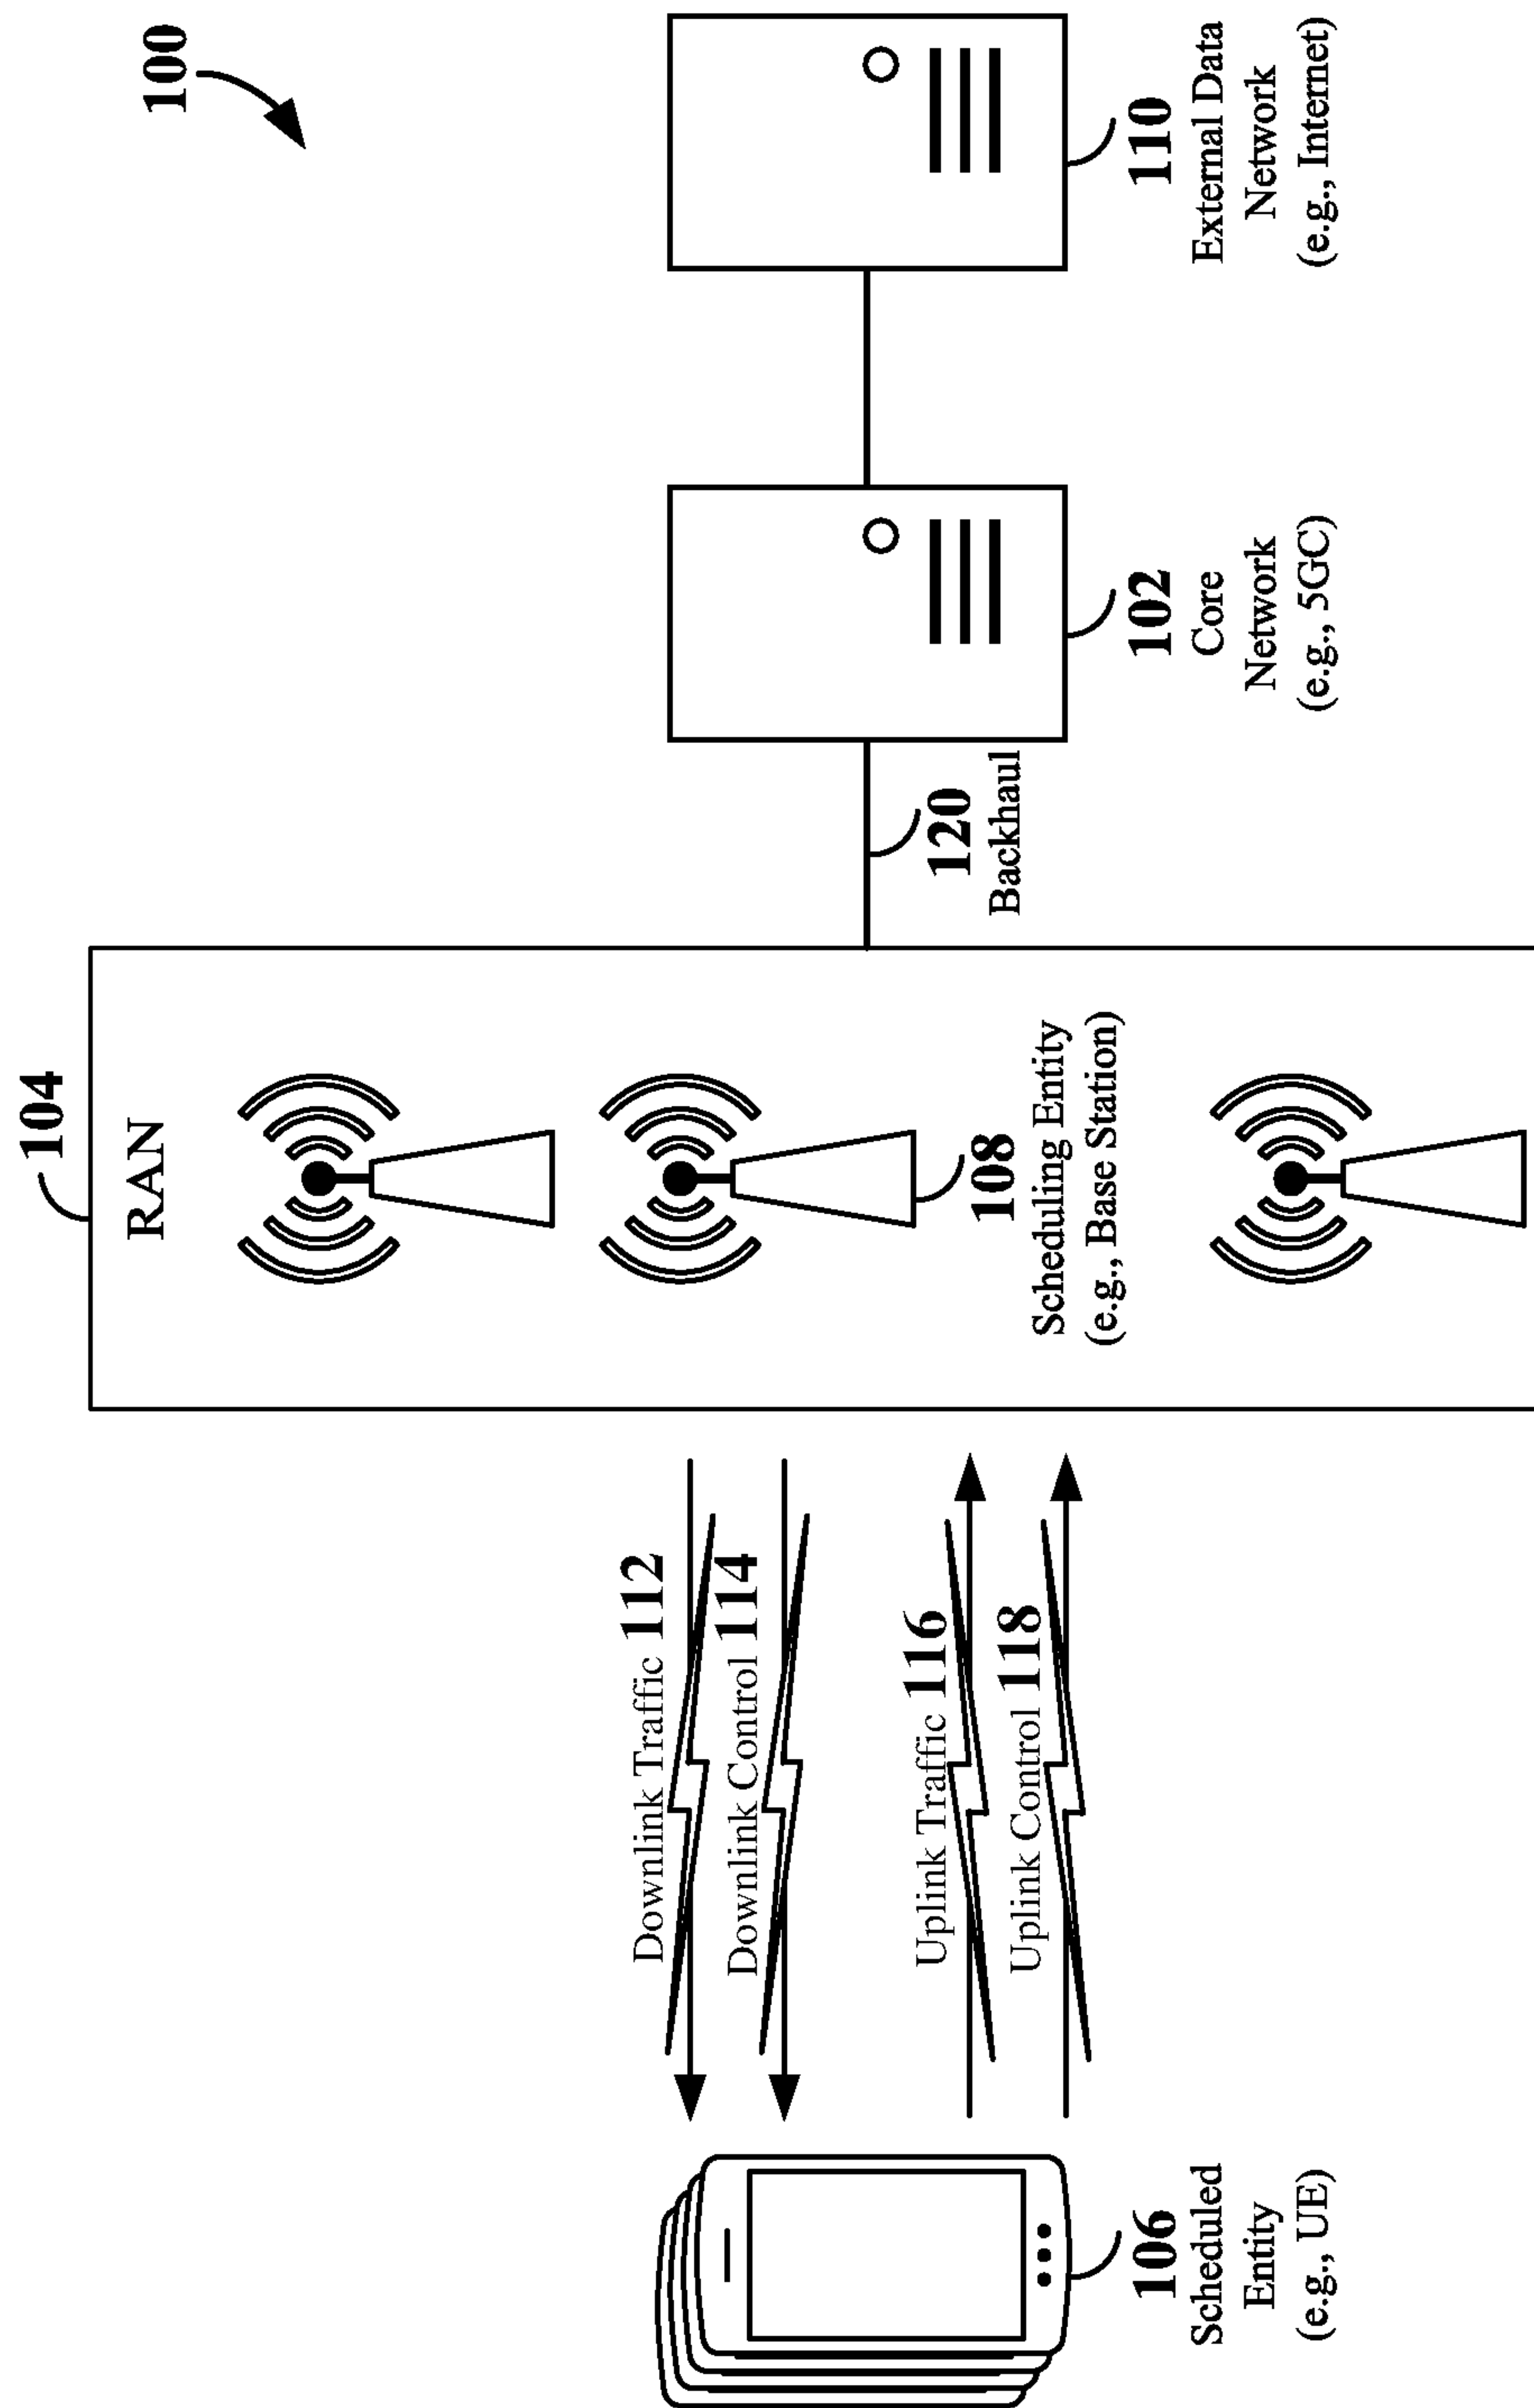 100
104
RAN
108
Scheduling Entity
(e.g., Base Station)
Downlink Traffic 112
Downlink Control 114
Uplink Traffic 116
Uplink Control 118
106
Scheduled
Entity
(e.g., UE)
120
Backhaul
102
Core
Network
(e.g., 5GC)
110
External Data
Network
(e.g., Internet)